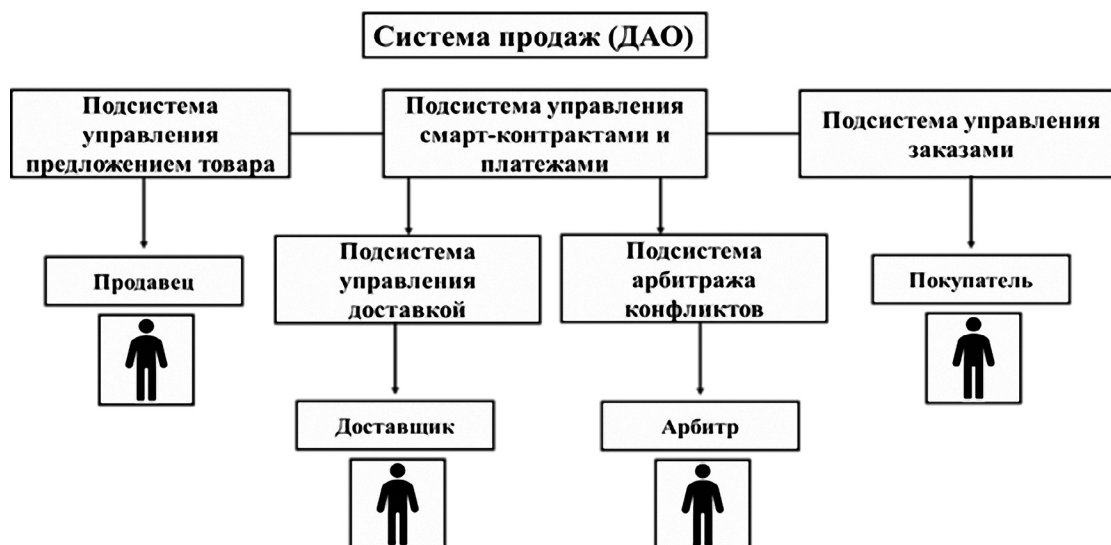 Система продаж (ДАО)
Подсистема
управления
предложением товара
Подсистема управления
смарт-контрактами и
платежами
Подсистема управления
заказами
Продавец
Подсистема
управления
доставкой
Подсистема
арбитража
конфликтов
Покупатель
Доставщик
Арбитр